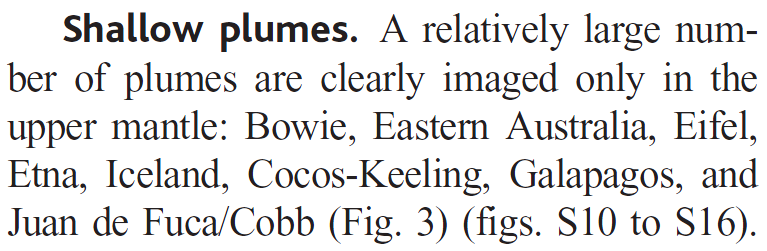 Shallow plumes. A relatively large num-
ber of plumes are clearly imaged only in the
upper mantle: Bowie, Eastern Australia, Eifel,
Etna, Iceland, Cocos-Keeling, Galapagos, and
Juan de Fuca/Cobb (Fig. 3) (figs. S10 to S16).